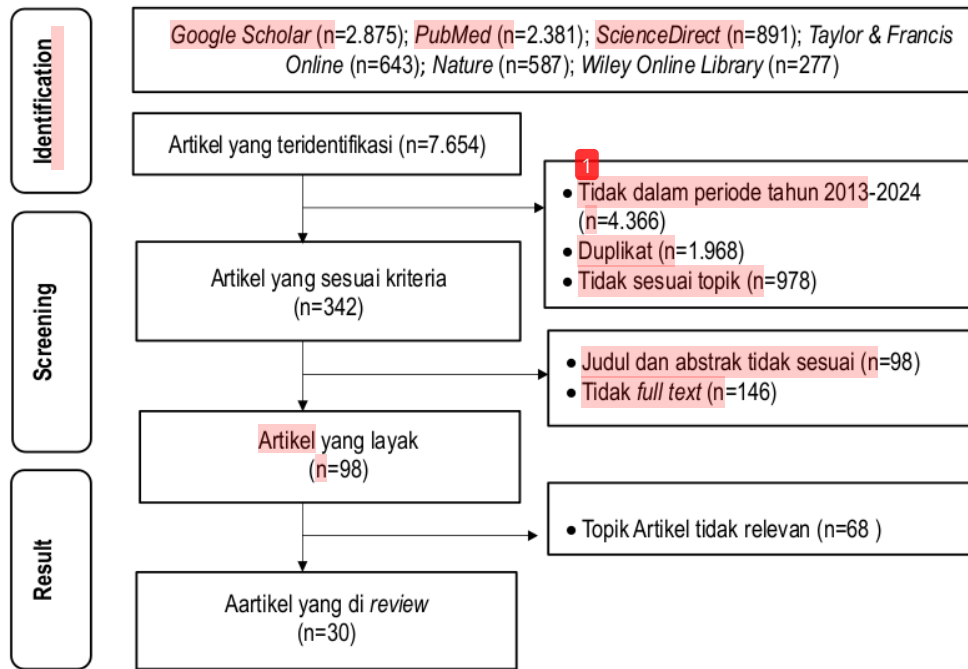 Identification
Google Scholar (n=2.875); PubMed (n=2.381); ScienceDirect (n=891); Taylor & Francis
Online (n=643); Nature (n=587); Wiley Online Library (n=277)
Artikel yang teridentifikasi (n=7.654)
1
• Tidak dalam periode tahun 2013-2024
(n=4.366)
• Duplikat (n=1.968)
• Tidak sesuai topik (n=978)
Screening
Artikel yang sesuai kriteria
(n=342)
• Judul dan abstrak tidak sesuai (n=98)
• Tidak full text (n=146)
Artikel yang layak
(n=98)
Result
• Topik Artikel tidak relevan (n=68 )
Aartikel yang di review
(n=30)